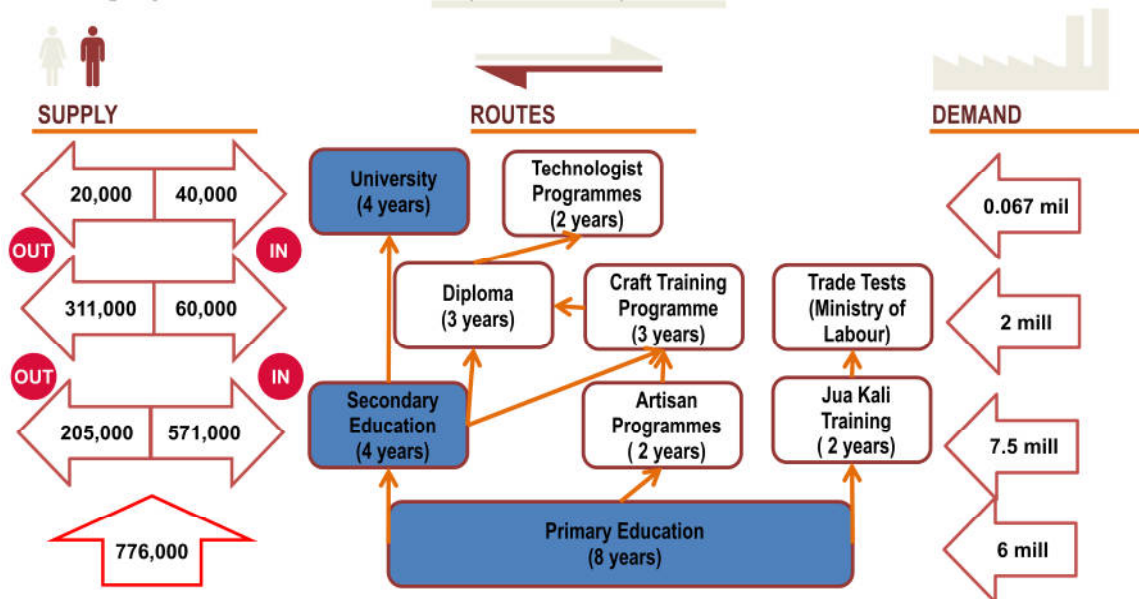 SUPPLY
ROUTES
DEMAND
20,000
40,000
University
(4 years)
Technologist
Programmes
(2 years)
0.067 mil
OUT
IN
311,000
60,000
Diploma
(3 years)
Craft Training
Programme
(3 years)
Trade Tests
(Ministry of
Labour)
2 mill
OUT
IN
205,000
571,000
Secondary
Education
(4 years)
Artisan
Programmes
( 2 years)
Jua Kali
Training
( 2 years)
7.5 mill
776,000
Primary Education
(8 years)
6 mill